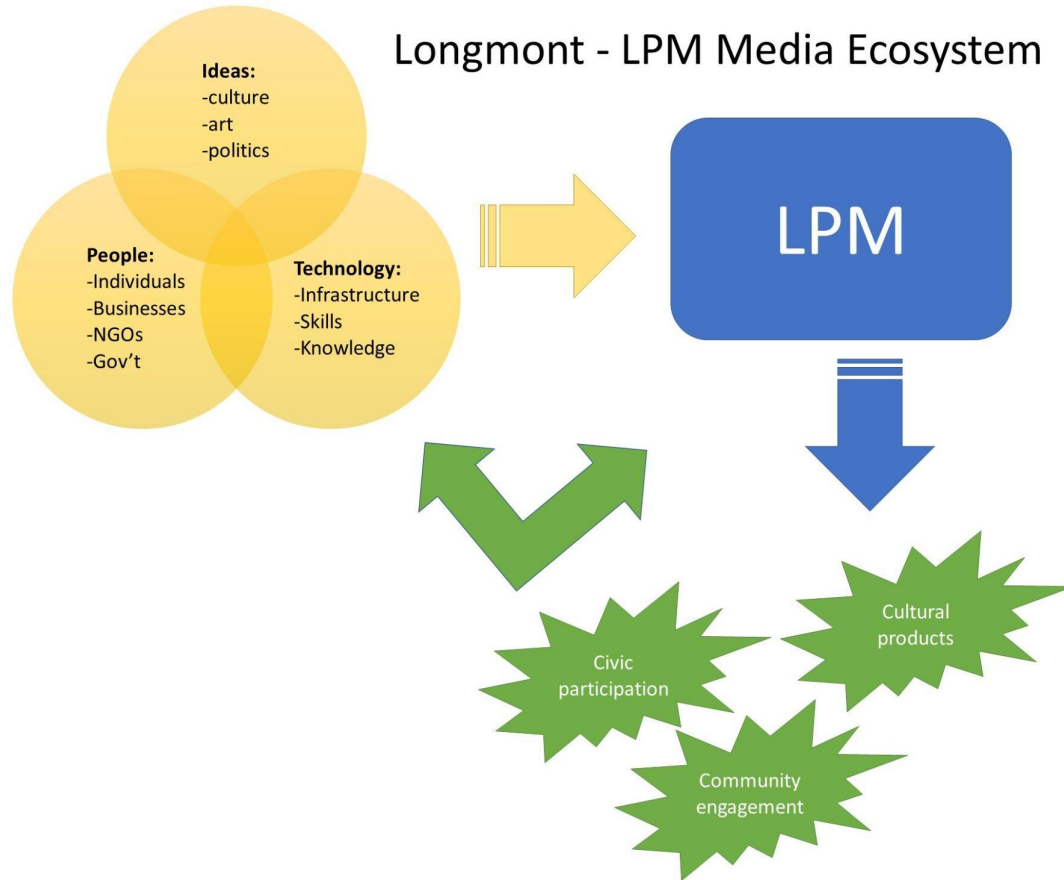 Longmont - LPM Media Ecosystem
Ideas:
-culture
-art
-politics
People:
-Individuals
-Businesses
-NGOs
-Gov’t
Technology:
-Infrastructure
-Skills
-Knowledge
LPM
Cultural
products
Civic
participation
Community
engagement